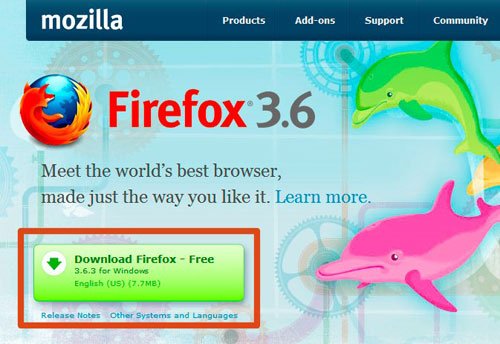 mozilla
Products Add-ons Support Community
Firefox® 3.6
Meet the world's best browser,
made just the way you like it. Learn more.
Download Firefox - Free
3.6.3 for Windows
English (US) (7.7MB)
Release Notes Other Systems and Languages